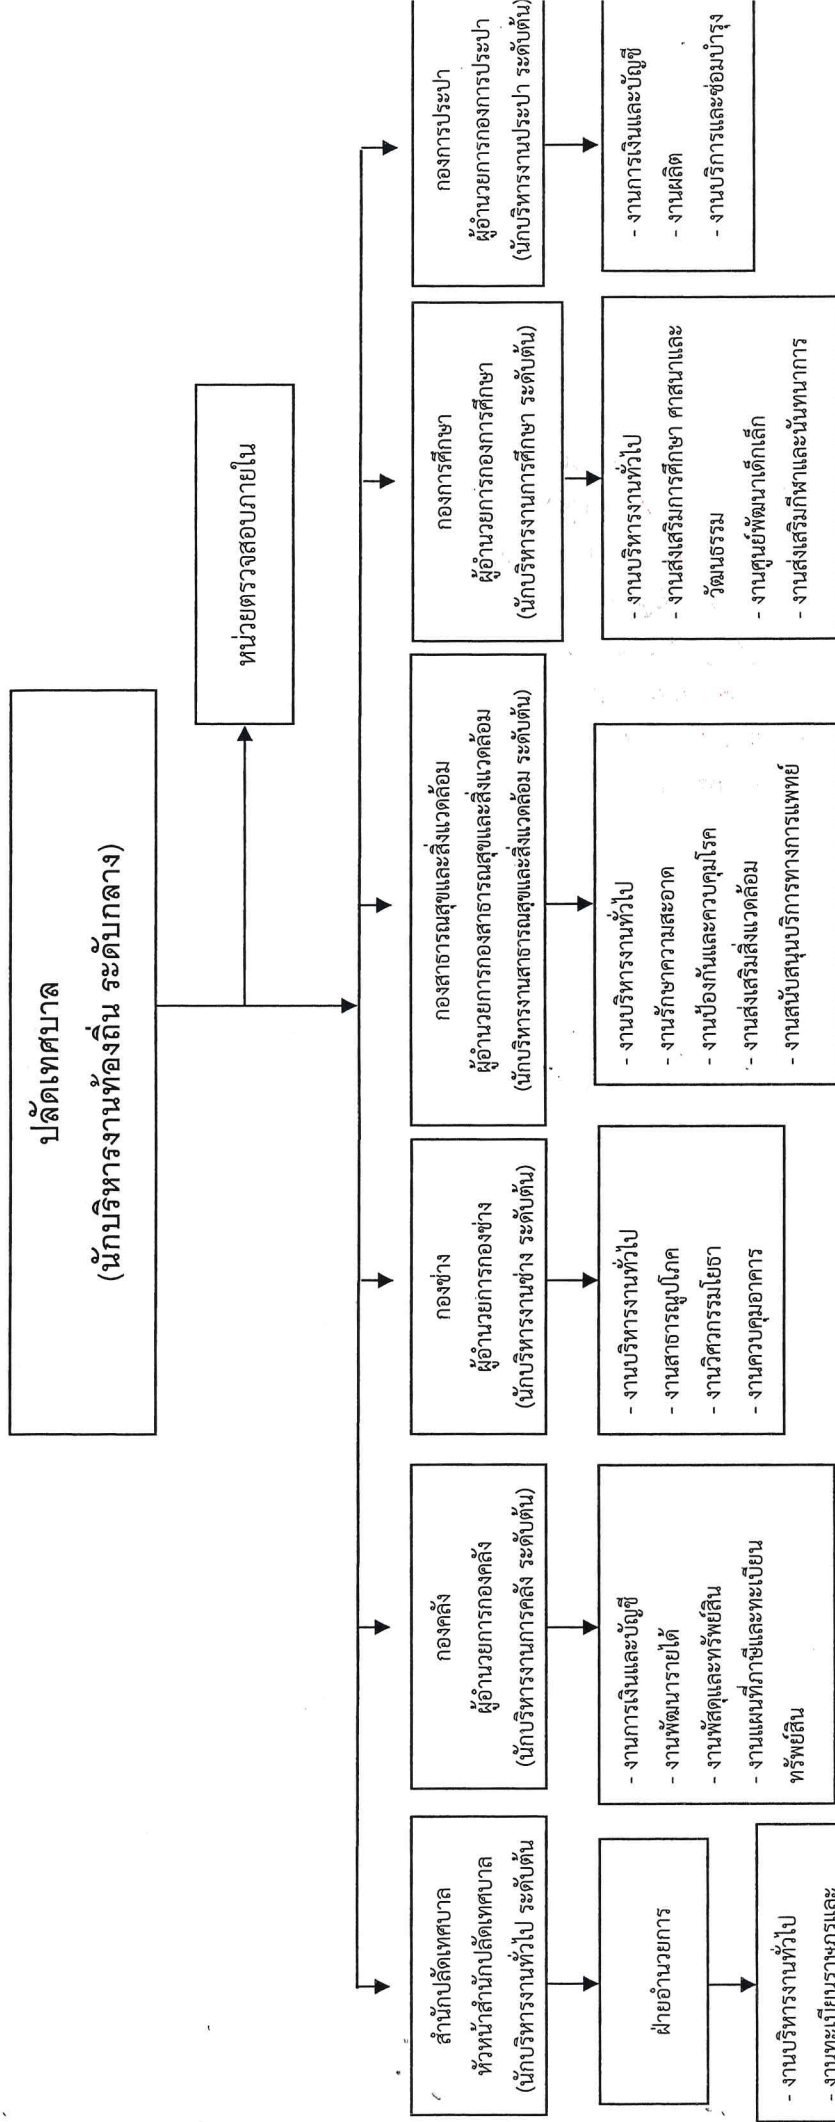 ปลัดเทศบาล
(นักบริหารงานท้องถิ่น ระดับกลาง)
หน่วยตรวจสอบภายใน
สำนักปลัดเทศบาล
หัวหน้าสำนักปลัดเทศบาล
(นักบริหารงานทั่วไป ระดับต้น
ฝ่ายอำนวยการ
- งานบริหารงานทั่วไป
- งานทะเบียนราษฎรและ
กองคลัง
ผู้อำนวยการกองคลัง
(นักบริหารงานการคลัง ระดับต้น)
- งานการเงินและบัญชี
- งานพัฒนารายได้
- งานพัสดุและทรัพย์สิน
- งานแผนที่ภาษีและทะเบียน
ทรัพย์สิน
กองช่าง
ผู้อำนวยการกองช่าง
(นักบริหารงานช่าง ระดับต้น)
- งานบริหารงานทั่วไป
- งานสาธารณูปโภค
- งานวิศวกรรมโยธา
- งานควบคุมอาคาร
กองสาธารณสุขและสิ่งแวดล้อม
ผู้อำนวยการกองสาธารณสุขและสิ่งแวดล้อม
(นักบริหารงานสาธารณสุขและสิ่งแวดล้อม ระดับต้น)
- งานบริหารงานทั่วไป
- งานรักษาความสะอาด
- งานป้องกันและควบคุมโรค
- งานส่งเสริมสิ่งแวดล้อม
- งานสนับสนุนบริการทางการแพทย์
กองการศึกษา
ผู้อำนวยการกองการศึกษา
(นักบริหารงานการศึกษา ระดับต้น)
- งานบริหารงานทั่วไป
- งานส่งเสริมการศึกษา ศาสนาและ
วัฒนธรรม
- งานศูนย์พัฒนาเด็กเล็ก
- งานส่งเสริมกีฬาและนันทนาการ
กองการประปา
ผู้อำนวยการกองการประปา
(นักบริหารงานประปา ระดับต้น)
- งานการเงินและบัญชี
- งานผลิต
- งานบริการและซ่อมบำรุง